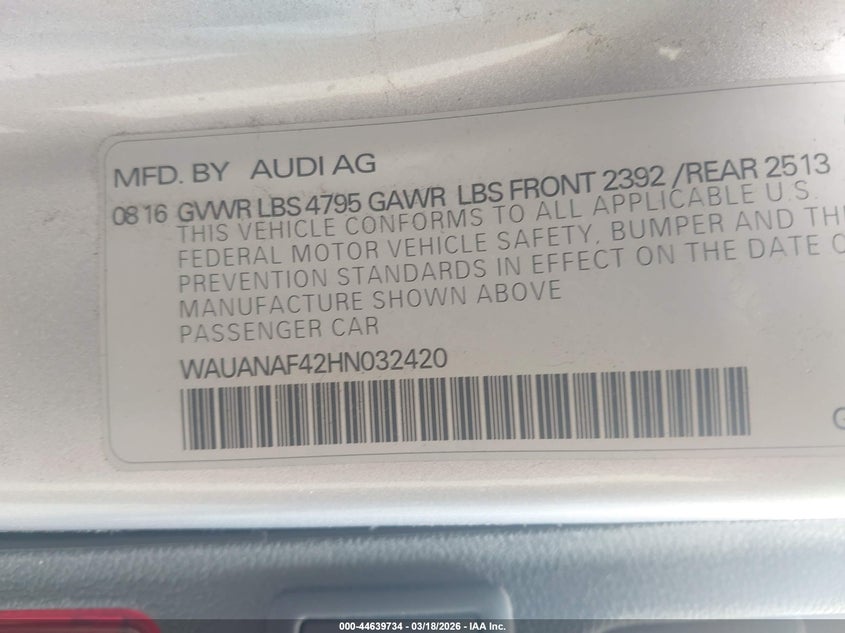 MFD. BY AUDI AG
08 16 GVWR LBS 4795 GAWR LBS FRONT 2392 /REAR 2513
THIS VEHICLE CONFORMS TO ALL APPLICABLE U.S.
FEDERAL MOTOR VEHICLE SAFETY, BUMPER AND TH
PREVENTION STANDARDS IN EFFECT ON THE DATE O
MANUFACTURE SHOWN ABOVE
PASSENGER CAR
WAUANAF42HN032420
G
000-44639734 — 03/18/2026 - IAA Inc.